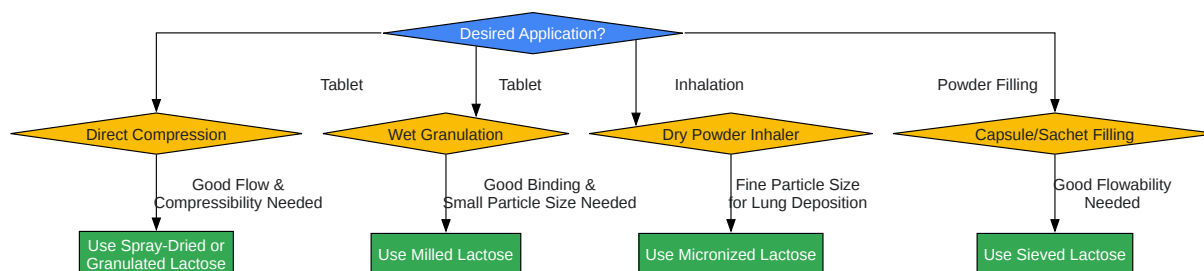 Desired Application?
Tablet
Tablet
Inhalation
Powder Filling
Direct Compression
Wet Granulation
Dry Powder Inhaler
Capsule/Sachet Filling
Good Flow &
Compressibility Needed
Good Binding &
Small Particle Size Needed
Fine Particle Size
for Lung Deposition
Good Flowability
Needed
Use Spray-Dried or
Granulated Lactose
Use Milled Lactose
Use Micronized Lactose
Use Sieved Lactose